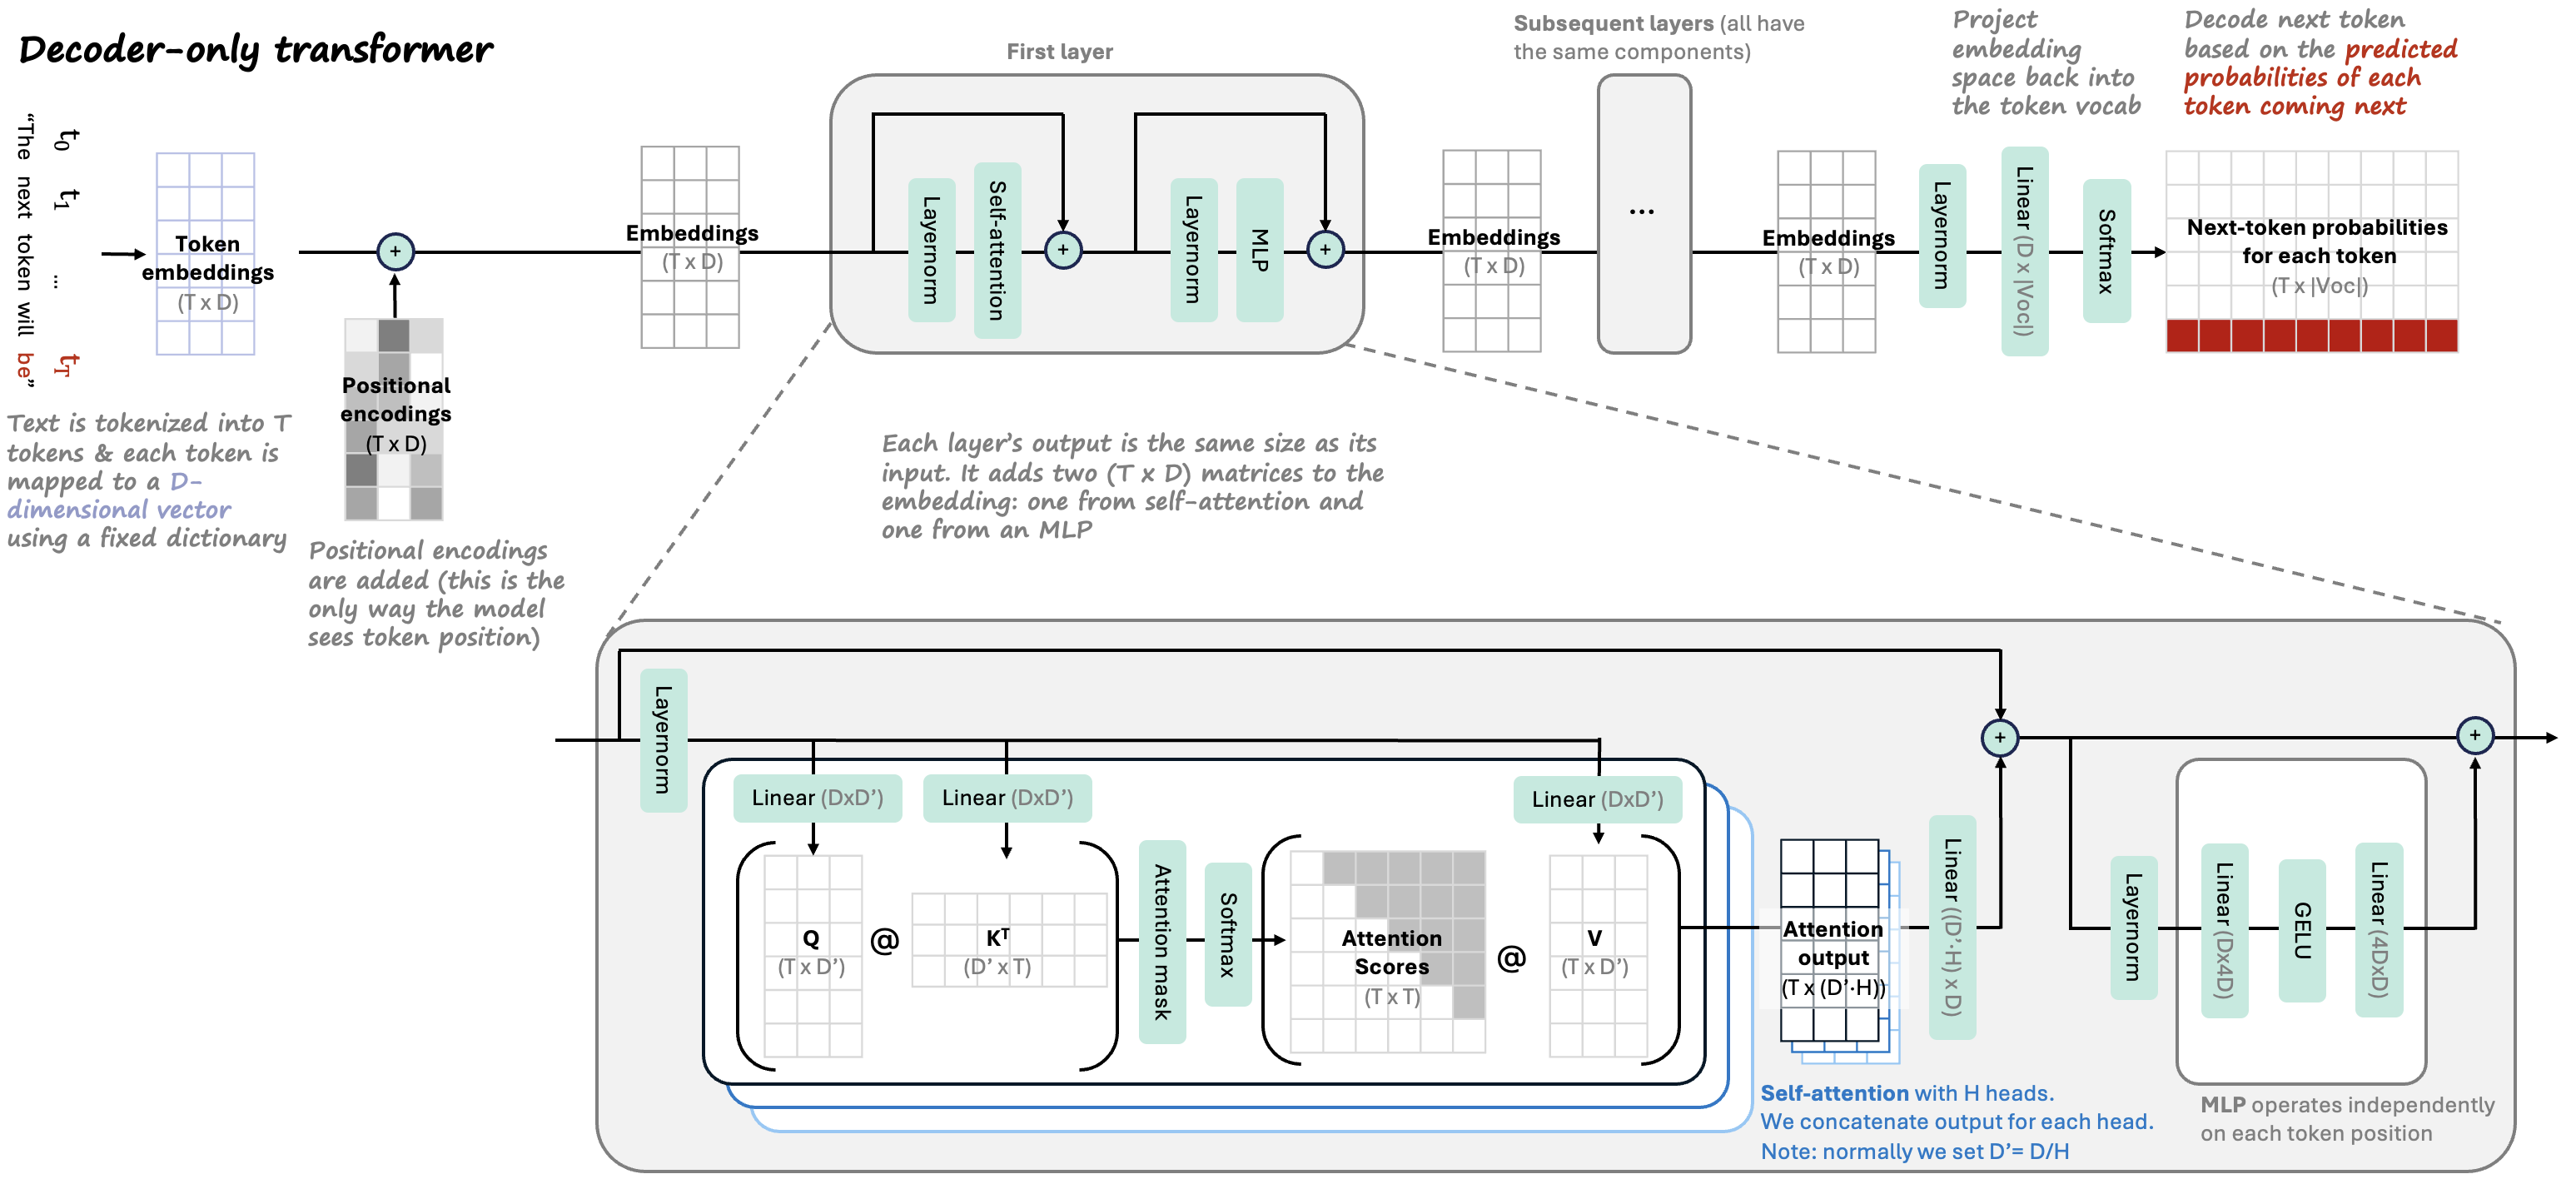 Decoder-only transformer
"The next token will be"
t0 t1 ... tT
Token
embeddings
(T x D)
Text is tokenized into T
tokens & each token is
mapped to a D-
dimensional vector
using a fixed dictionary
+
Positional
encodings
(T x D)
Positional encodings
are added (this is the
only way the model
sees token position)
Embeddings
(T x D)
First layer
Layernorm
Self-attention
+
Layernorm
MLP
+
Each layer's output is the same size as its
input. It adds two (T x D) matrices to the
embedding: one from self-attention and
one from an MLP
Embeddings
(T x D)
Subsequent layers (all have
the same components)
...
Embeddings
(T x D)
Project
embedding
space back into
the token vocab
Layernorm
Linear (D x |Voc|)
Softmax
Decode next token
based on the predicted
probabilities of each
token coming next
Next-token probabilities
for each token
(T x |Voc|)
Layernorm
Linear (DxD')
Linear (DxD')
Linear (DxD')
Q
(T x D')
@
Kᵀ
(D' x T)
Attention mask
Softmax
Attention
Scores
(T x T)
@
V
(T x D')
Attention
output
(T x (D'·H))
Linear ((D'·H) x D)
+
Self-attention with H heads.
We concatenate output for each head.
Note: normally we set D'= D/H
Layernorm
Linear (Dx4D)
GELU
Linear (4DxD)
+
MLP operates independently
on each token position